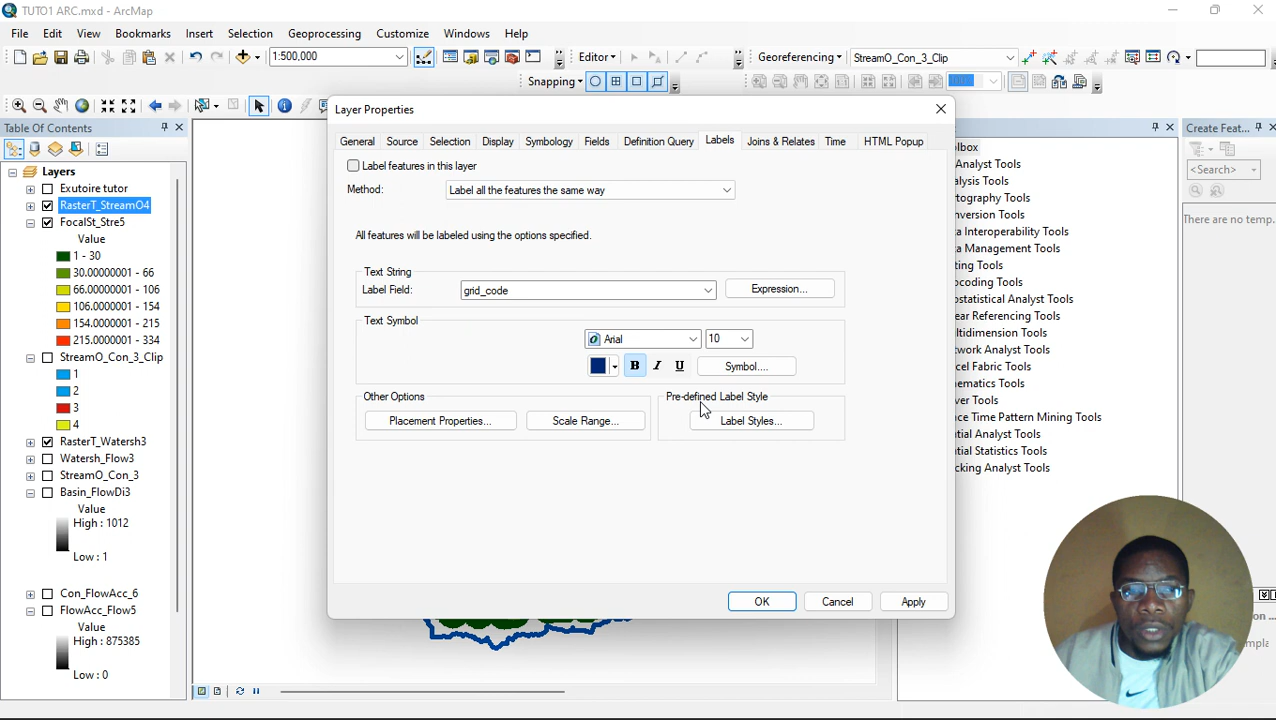 TUTO1 ARC.mxd - ArcMap
File Edit View Bookmarks Insert Selection Geoprocessing Customize Windows Help
1:500,000
Editor
Georeferencing
StreamO_Con_3_Clip
Snapping
Table Of Contents
Layers
Exutoire tutor
RasterT_StreamO4
FocalSt_Stre5
Value
1 - 30
30.00000001 - 66
66.00000001 - 106
106.0000001 - 154
154.0000001 - 215
215.0000001 - 334
StreamO_Con_3_Clip
1
2
3
4
RasterT_Watersh3
Watersh_Flow3
StreamO_Con_3
Basin_FlowDi3
Value
High : 1012
Low : 1
Con_FlowAcc_6
FlowAcc_Flow5
Value
High : 875385
Low : 0
Layer Properties
General Source Selection Display Symbology Fields Definition Query Labels Joins & Relates Time HTML Popup
Label features in this layer
Method: Label all the features the same way
All features will be labeled using the options specified.
Text String
Label Field: grid_code Expression...
Text Symbol
Arial 10
B I U Symbol....
Other Options
Placement Properties... Scale Range...
Pre-defined Label Style
Label Styles...
OK Cancel Apply
lbox
Analyst Tools
alysis Tools
rtography Tools
nversion Tools
ta Interoperability Tools
ta Management Tools
ting Tools
ocoding Tools
ostatistical Analyst Tools
near Referencing Tools
ltidimension Tools
twork Analyst Tools
rcel Fabric Tools
ematics Tools
ace Time Pattern Mining Tools
tial Analyst Tools
tial Statistics Tools
cking Analyst Tools
Create Feat...
<Search>
There are no temp.